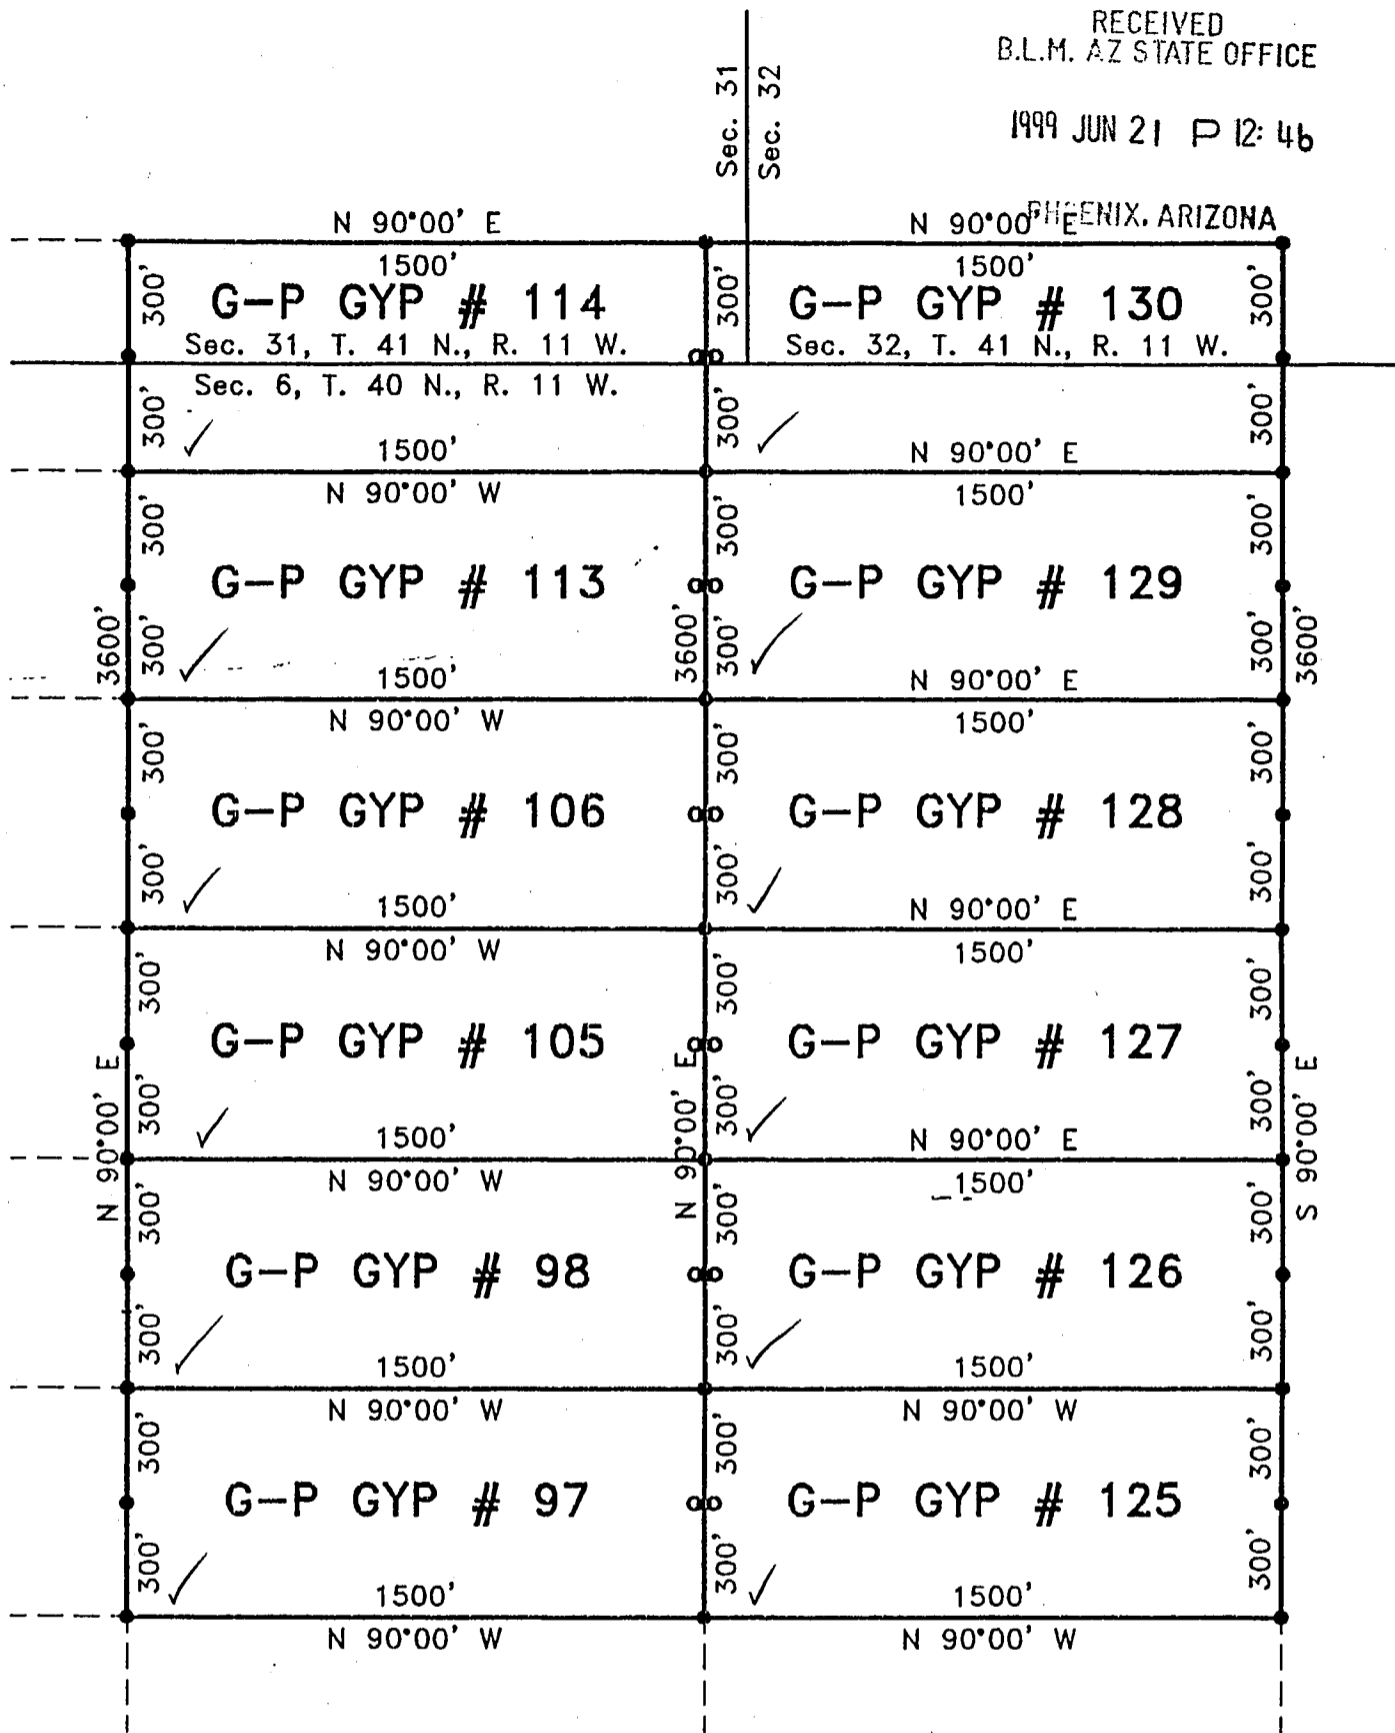 RECEIVED
B.L.M. AZ STATE OFFICE
1999 JUN 21 P 12: 46
PHOENIX, ARIZONA
Sec. 31
Sec. 32
N 90°00' E
N 90°00' E
1500'
1500'
300'
300'
300'
G-P GYP # 114
G-P GYP # 130
Sec. 31, T. 41 N., R. 11 W.
Sec. 32, T. 41 N., R. 11 W.
Sec. 6, T. 40 N., R. 11 W.
300'
300'
300'
1500'
N 90°00' E
N 90°00' W
1500'
300'
300'
300'
G-P GYP # 113
G-P GYP # 129
3600'
300'
3600'
300'
300'
3600'
1500'
N 90°00' E
N 90°00' W
1500'
300'
300'
300'
G-P GYP # 106
G-P GYP # 128
300'
300'
300'
1500'
N 90°00' E
N 90°00' W
1500'
300'
300'
300'
G-P GYP # 105
G-P GYP # 127
N 90°00' E
300'
N 90°00' E
300'
300'
S 90°00' E
1500'
N 90°00' E
N 90°00' W
1500'
300'
300'
300'
G-P GYP # 98
G-P GYP # 126
300'
300'
300'
1500'
1500'
N 90°00' W
N 90°00' W
300'
300'
300'
G-P GYP # 97
G-P GYP # 125
300'
300'
300'
1500'
1500'
N 90°00' W
N 90°00' W